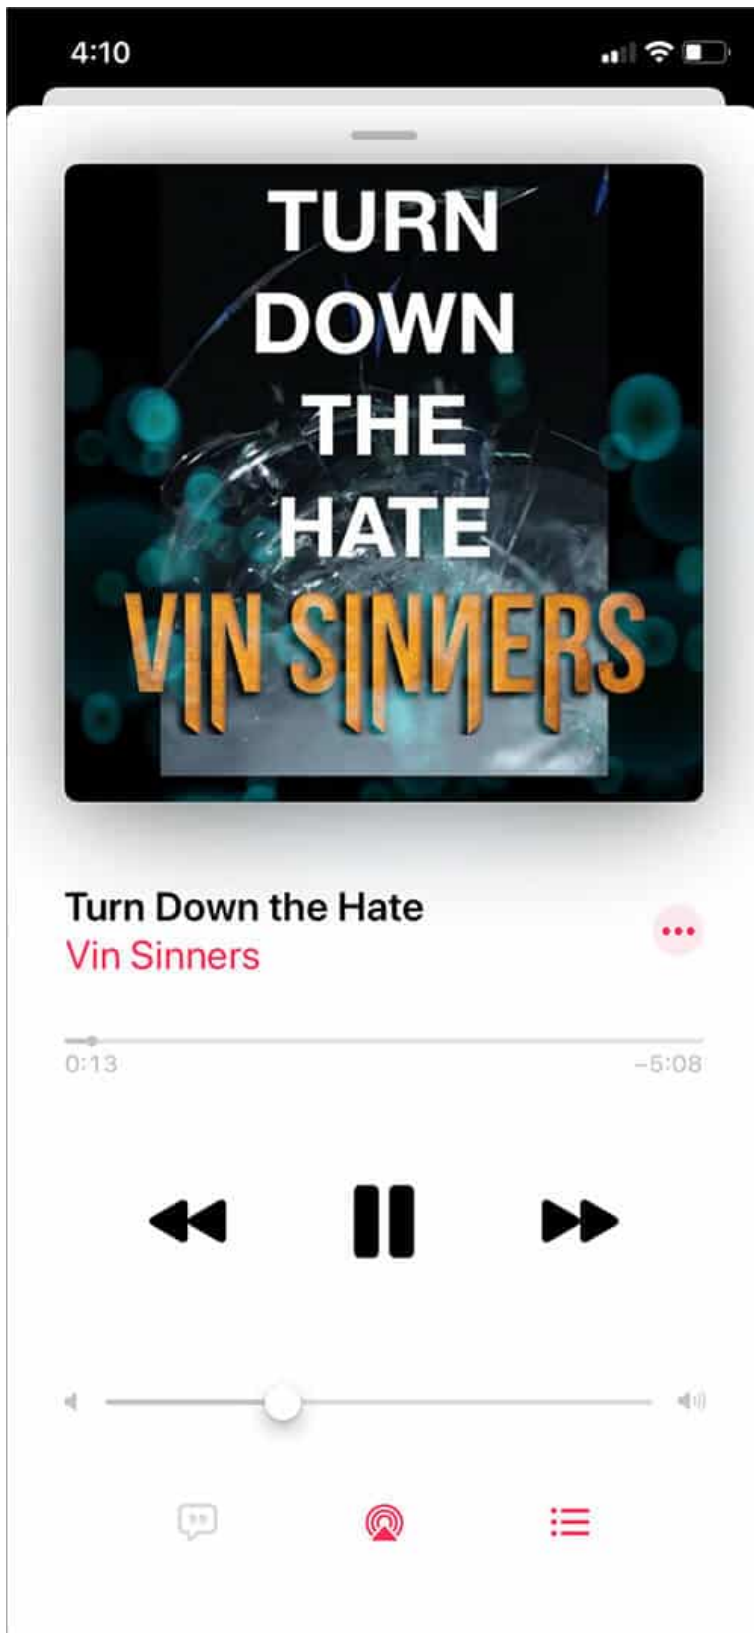 4:10
TURN
DOWN
THE
HATE
VIN SINNERS
Turn Down the Hate
Vin Sinners
0:13
-5:08